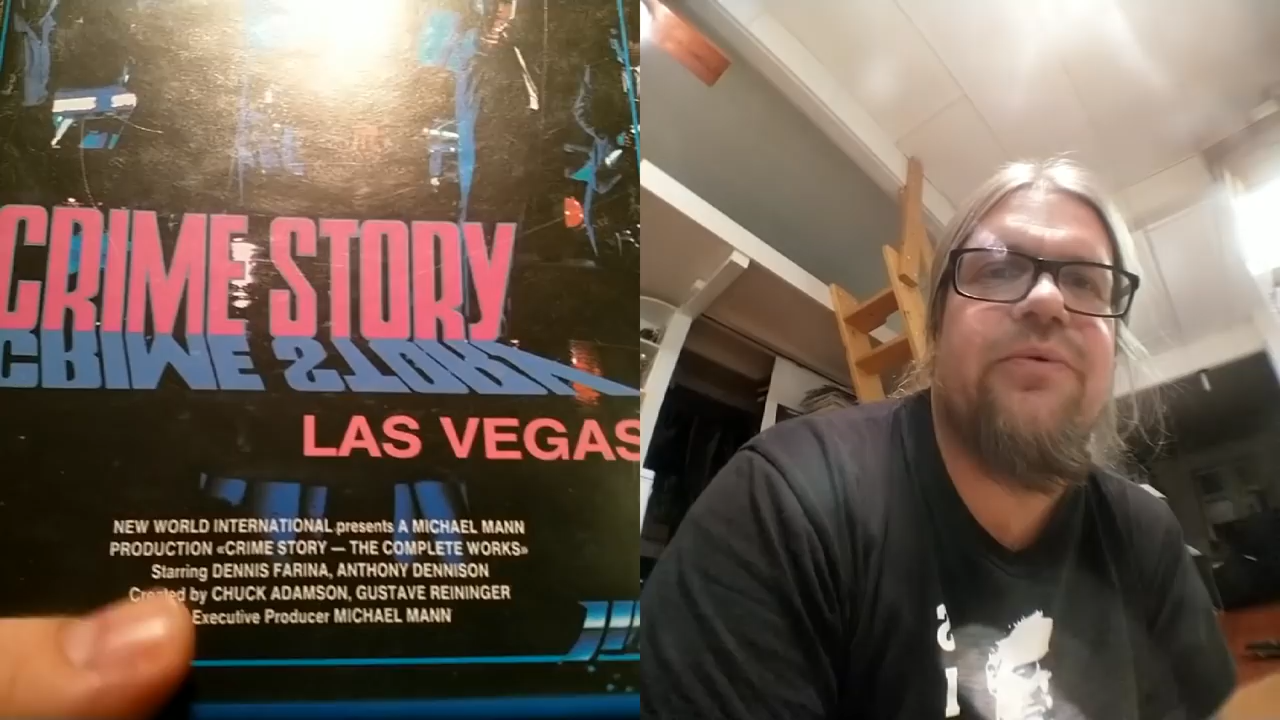 CRIME STORY
CRIME STORY
LAS VEGAS
NEW WORLD INTERNATIONAL presents A MICHAEL MANN
PRODUCTION «CRIME STORY — THE COMPLETE WORKS»
Starring DENNIS FARINA, ANTHONY DENNISON
Created by CHUCK ADAMSON, GUSTAVE REININGER
Executive Producer MICHAEL MANN